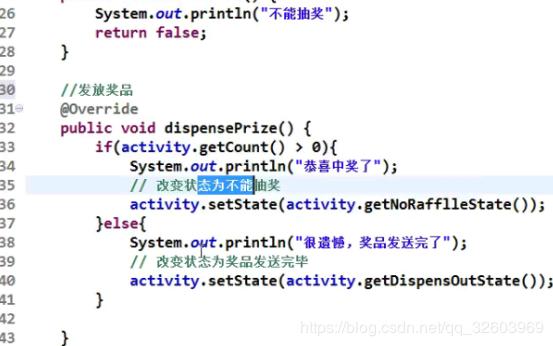 26 System.out.println("不能抽奖");
27 return false;
28 }
29
30 //发放奖品
31 @Override
32 public void dispensePrize() {
33 if(activity.getCount() > 0){
34 System.out.println("恭喜中奖了");
35 // 改变状态为不能抽奖
36 activity.setState(activity.getNoRafflleState());
37 }else{
38 System.out.println("很遗憾，奖品发送完了");
39 // 改变状态为奖品发送完毕
40 activity.setState(activity.getDispensOutState());
41 }
42
43 }
https://blog.csdn.net/qq_32603969